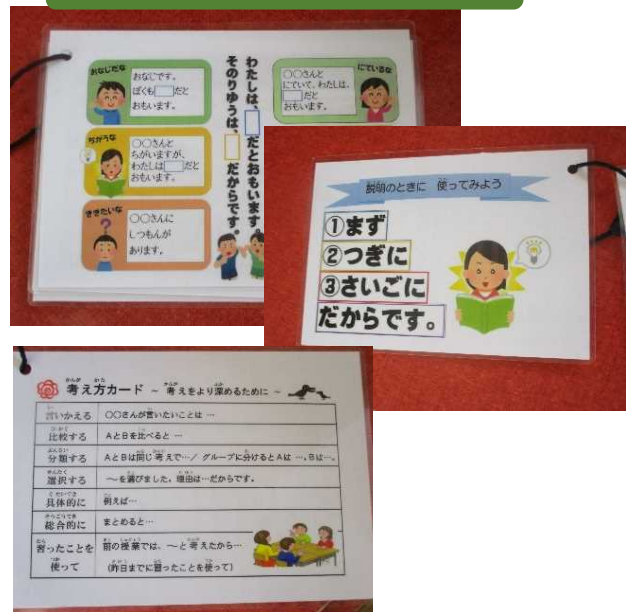 おなじだな
おなじです。
ぼくも□だと
おもいます。
ちがうな
○○さんと
ちがいますが、
わたしは□だと
おもいます。
ききたいな
○○さんに
しつもんが
あります。
わたしは、□だとおもいます
そのりゆうは、□だからです。
にているな
○○さんと
にていて、わたしは、
□だと
おもいます。
説明のときに 使ってみよう
①まず
②つぎに
③さいごに
だからです。
考え方カード ~ 考えをより深めるために ~
言いかえる ○○さんが言いたいことは…
比較する AとBを比べると…
分類する AとBは同じ考えで…/ グループに分けるとAは…。Bは…。
選択する ~を選びました。理由は…だからです。
具体的に 例えば…
総合的に まとめると…
習ったことを 前の授業では、~と考えたから…
使って (昨日までに習ったことを使って)